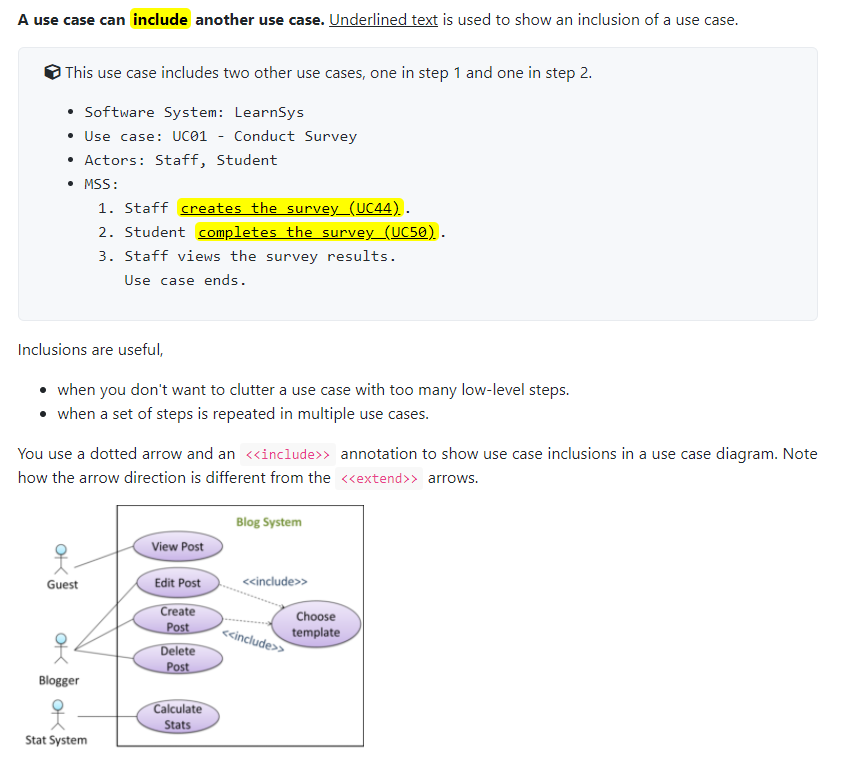 A use case can include another use case. Underlined text is used to show an inclusion of a use case.
This use case includes two other use cases, one in step 1 and one in step 2.
• Software System: LearnSys
• Use case: UC01 - Conduct Survey
• Actors: Staff, Student
• MSS:
1. Staff creates the survey (UC44).
2. Student completes the survey (UC50).
3. Staff views the survey results.
Use case ends.
Inclusions are useful,
• when you don't want to clutter a use case with too many low-level steps.
• when a set of steps is repeated in multiple use cases.
You use a dotted arrow and an <<include>> annotation to show use case inclusions in a use case diagram. Note
how the arrow direction is different from the <<extend>> arrows.
Blog System
View Post
Guest
Edit Post
<<include>>
Create
Post
Choose
template
<<include>>
Delete
Post
Blogger
Calculate
Stats
Stat System